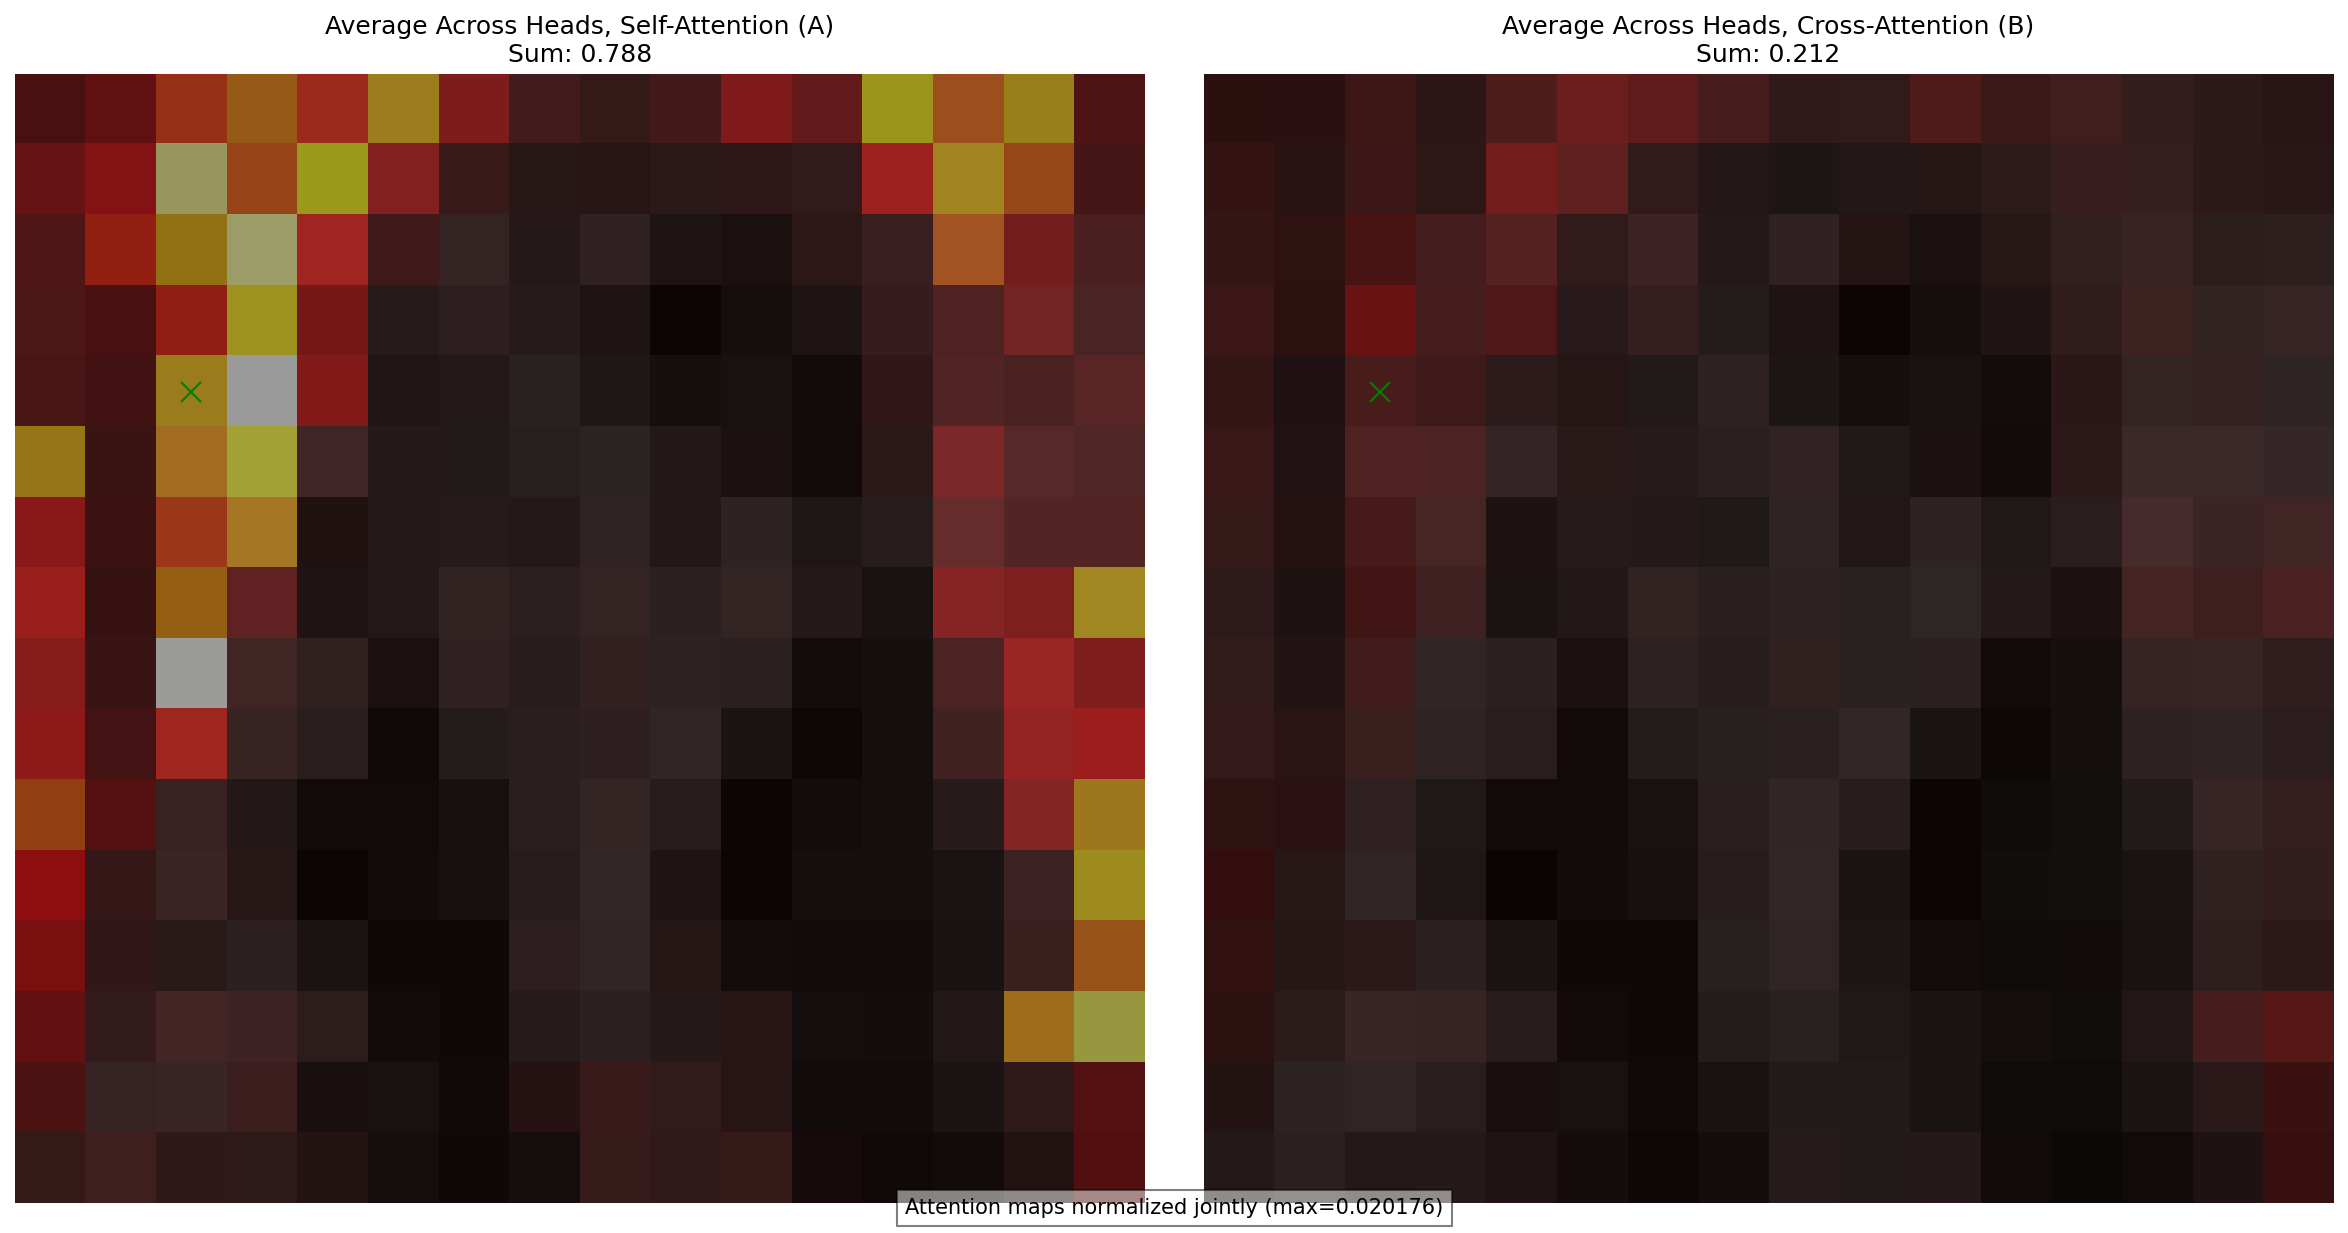 Average Across Heads, Self-Attention (A)
Sum: 0.788
Average Across Heads, Cross-Attention (B)
Sum: 0.212
Attention maps normalized jointly (max=0.020176)